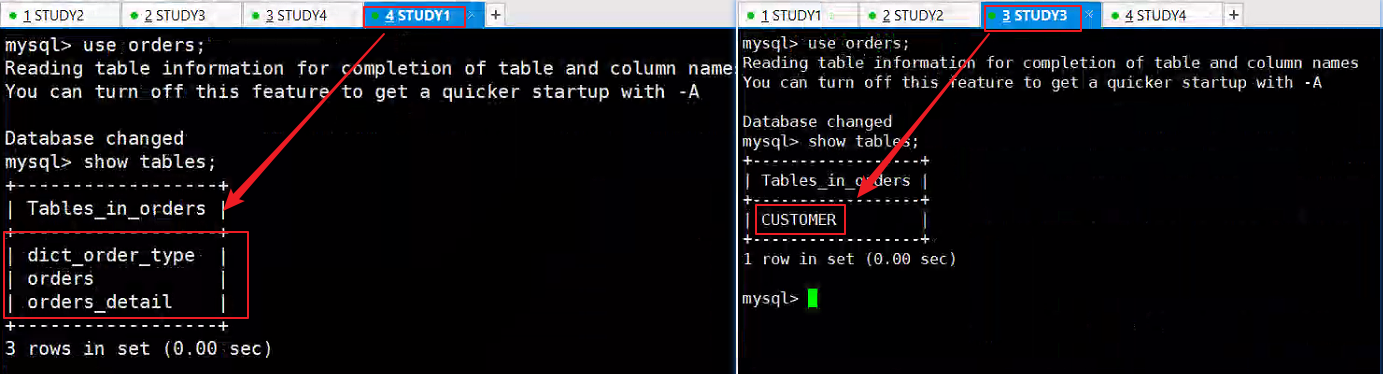 1 STUDY2 2 STUDY3 3 STUDY4 4 STUDY1 × +
mysql> use orders;
Reading table information for completion of table and column names
You can turn off this feature to get a quicker startup with -A
Database changed
mysql> show tables;
+------------------+
| Tables_in_orders |
+------------------+
| dict_order_type |
| orders |
| orders_detail |
+------------------+
3 rows in set (0.00 sec)
1 STUDY1 2 STUDY2 3 STUDY3 × 4 STUDY4 +
mysql> use orders;
Reading table information for completion of table and column names
You can turn off this feature to get a quicker startup with -A
Database changed
mysql> show tables;
+------------------+
| Tables_in_orders |
+------------------+
| CUSTOMER |
+------------------+
1 row in set (0.00 sec)
mysql>